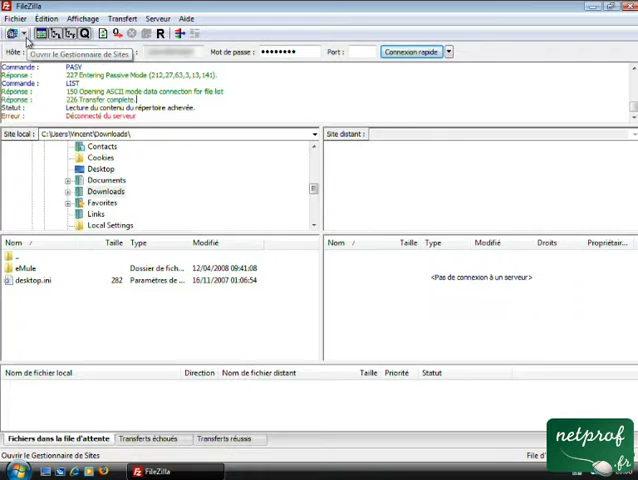 FileZilla
Fichier Edition Affichage Transfert Serveur Aide
Q R
Hôte : : Mot de passe : •••••••• Port : Connexion rapide
Ouvrir le Gestionnaire de Sites.
Commande : PASV
Réponse : 227 Entering Passive Mode (212,27,63,3,13,141).
Commande : LIST
Réponse : 150 Opening ASCII mode data connection for file list
Réponse : 226 Transfer complete.
Statut : Lecture du contenu du répertoire achevée.
Erreur : Déconnecté du serveur
Site local : C:\Users\Vincent\Downloads\
Site distant :
Contacts
Cookies
Desktop
Documents
Downloads
Favorites
Links
Local Settings
Nom / Taille Type Modifié
..
eMule Dossier de fich... 12/04/2008 09:41:08
desktop.ini 282 Paramètres de ... 16/11/2007 01:06:54
Nom / Taille Type Modifié Droits Propriétair...
<Pas de connexion à un serveur>
Nom de fichier local Direction Nom de fichier distant Taille Priorité Statut
Fichiers dans la file d'attente Transferts échoués Transferts réussis
Ouvrir le Gestionnaire de Sites File d'
FileZilla
netprof
.fr